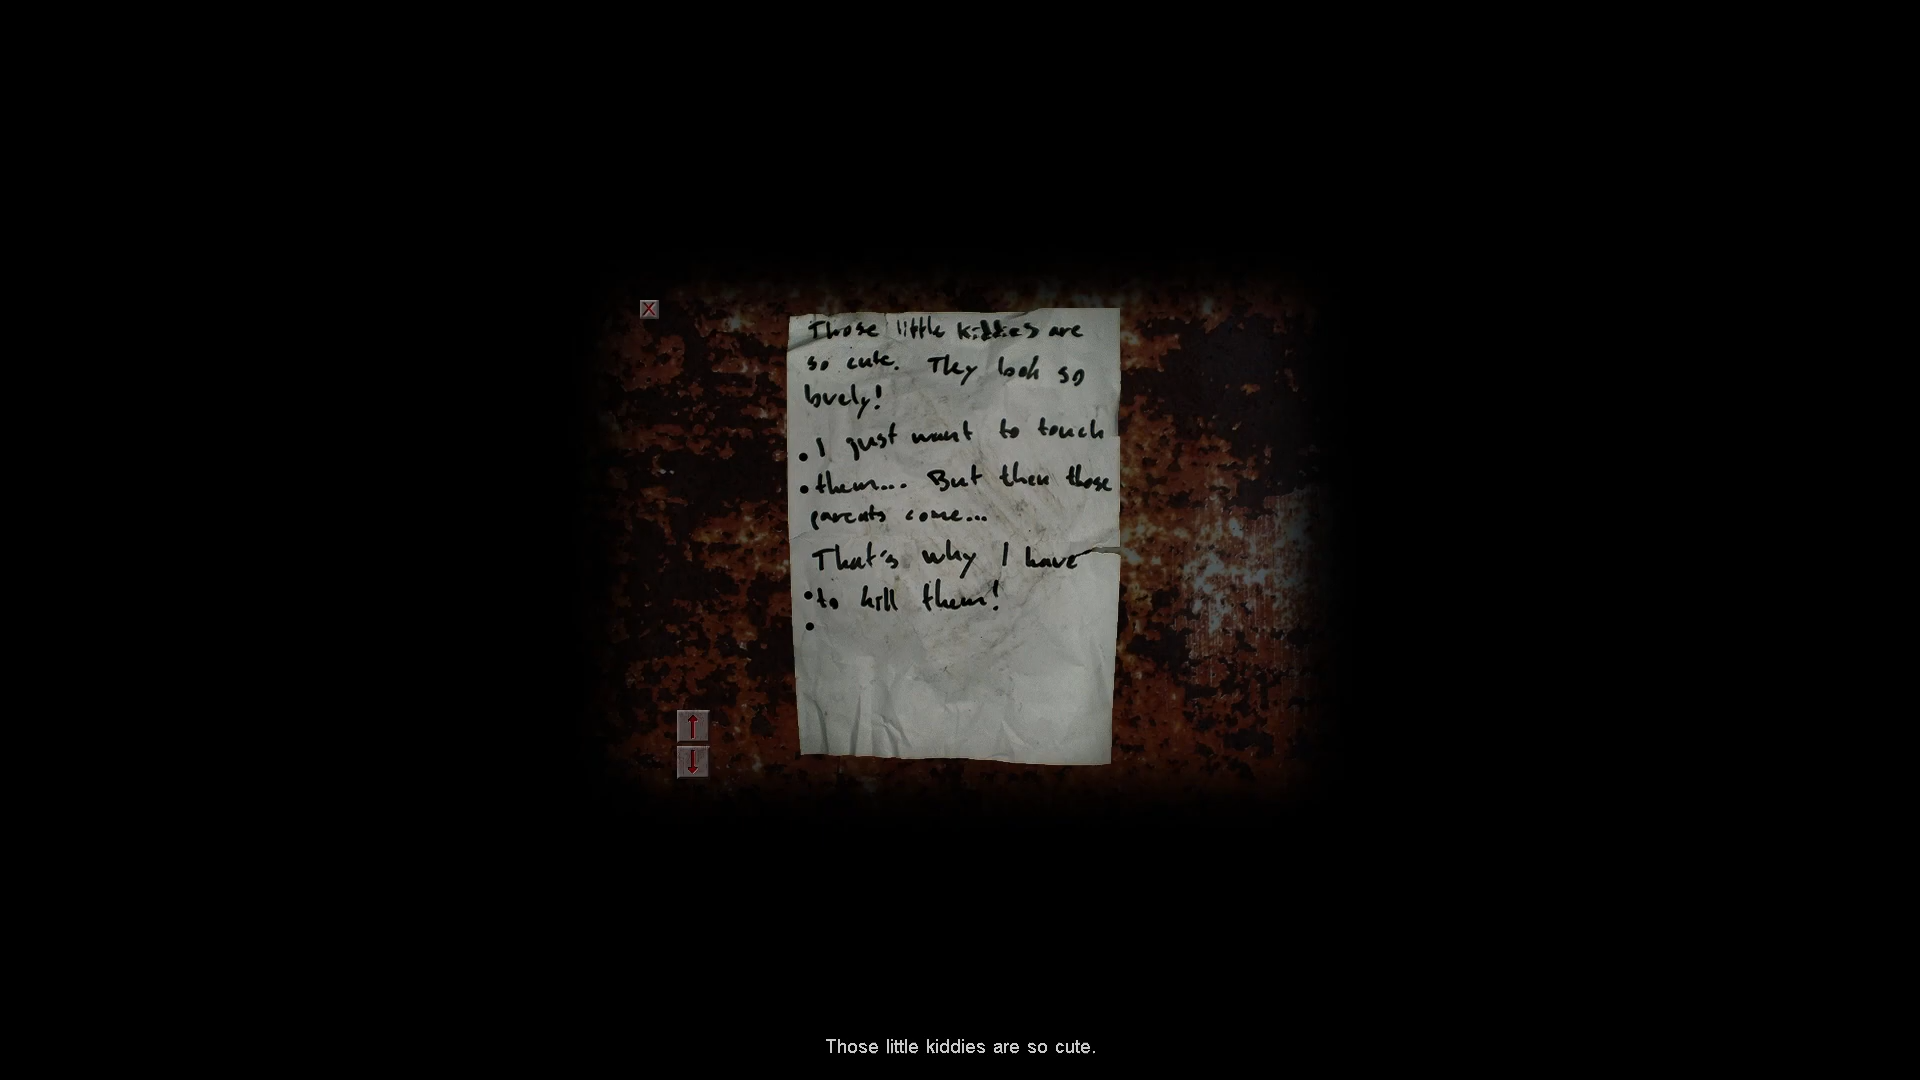 Those little kiddies are
so cute. They look so
lovely!
I just want to touch
them... But then those
parents come...
That's why I have
to kill them!
Those little kiddies are so cute.